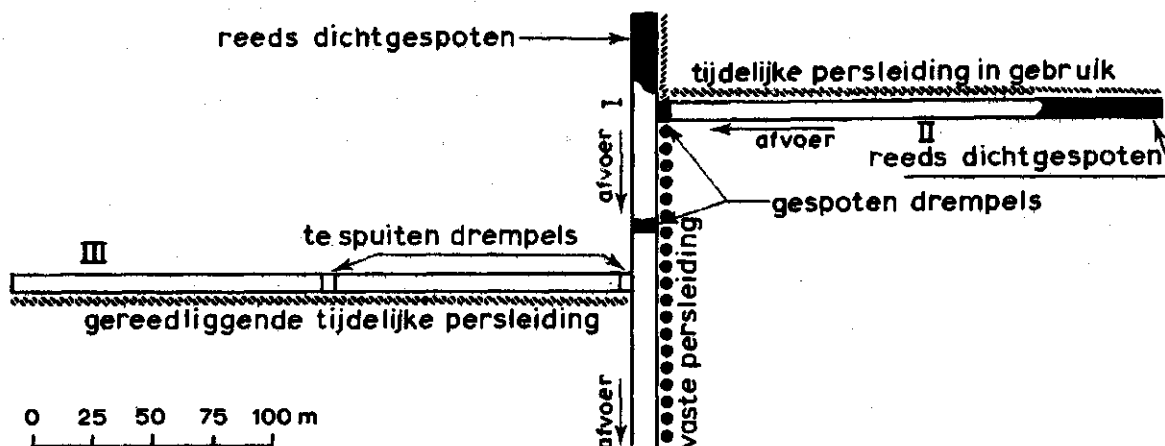 reeds dichtgespoten
tijdelijke persleiding in gebruik
I
afvoer
afvoer
II
reeds dichtgespoten
gespoten drempels
III
te spuiten drempels
gereedliggende tijdelijke persleiding
vaste persleiding
afvoer
0 25 50 75 100 m